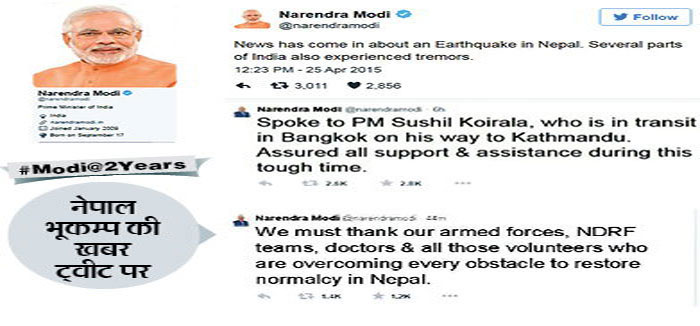 Narendra Modi
@narendramodi
Prime Minister of India
India
narendramodi.in
Joined January 2009
Born on September 17
#Modi@2Years
नेपाल
भूकम्प की
खबर
ट्वीट पर
Narendra Modi
@narendramodi
Follow
News has come in about an Earthquake in Nepal. Several parts
of India also experienced tremors.
12:23 PM - 25 Apr 2015
3,011 2,656
Narendra Modi @narendramodi · 6h
Spoke to PM Sushil Koirala, who is in transit
in Bangkok on his way to Kathmandu.
Assured all support & assistance during this
tough time.
2.6K 2.8K
Narendra Modi @narendramodi · 44m
We must thank our armed forces, NDRF
teams, doctors & all those volunteers who
are overcoming every obstacle to restore
normalcy in Nepal.
1.4K 1.2K